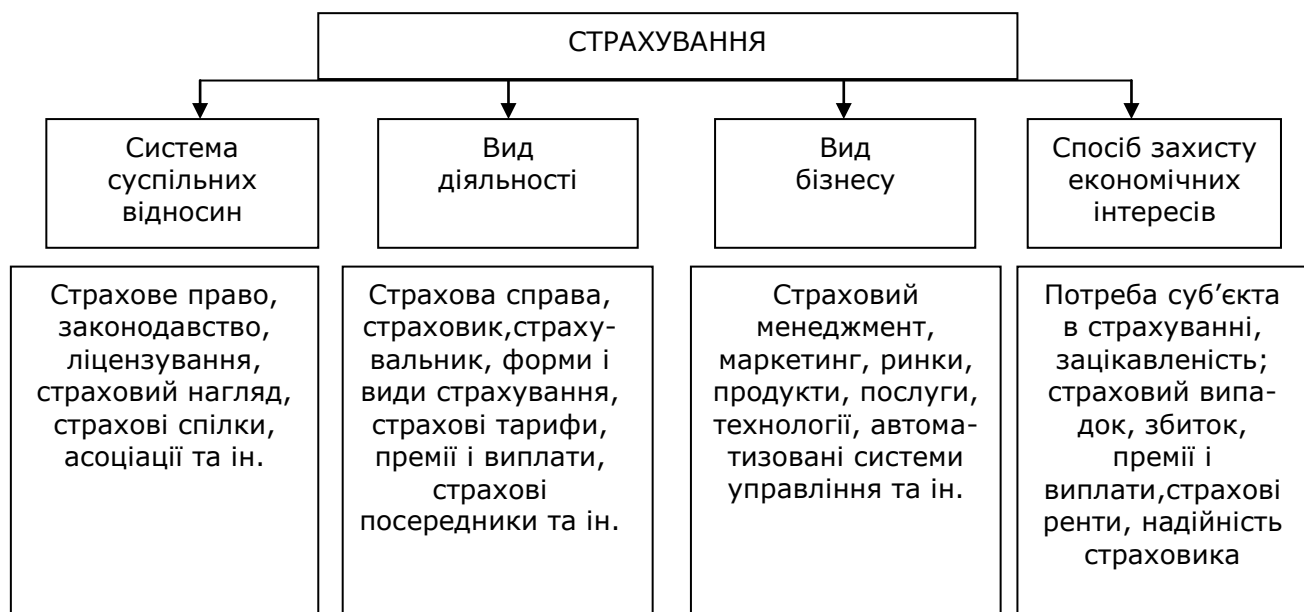 СТРАХУВАННЯ
Система
суспільних
відносин
Вид
діяльності
Вид
бізнесу
Спосіб захисту
економічних
інтересів
Страхове право,
законодавство,
ліцензування,
страховий нагляд,
страхові спілки,
асоціації та ін.
Страхова справа,
страховик,страху-
вальник, форми і
види страхування,
страхові тарифи,
премії і виплати,
страхові
посередники та ін.
Страховий
менеджмент,
маркетинг, ринки,
продукти, послуги,
технології, автома-
тизовані системи
управління та ін.
Потреба суб’єкта
в страхуванні,
зацікавленість;
страховий випа-
док, збиток,
премії і
виплати,страхові
ренти, надійність
страховика